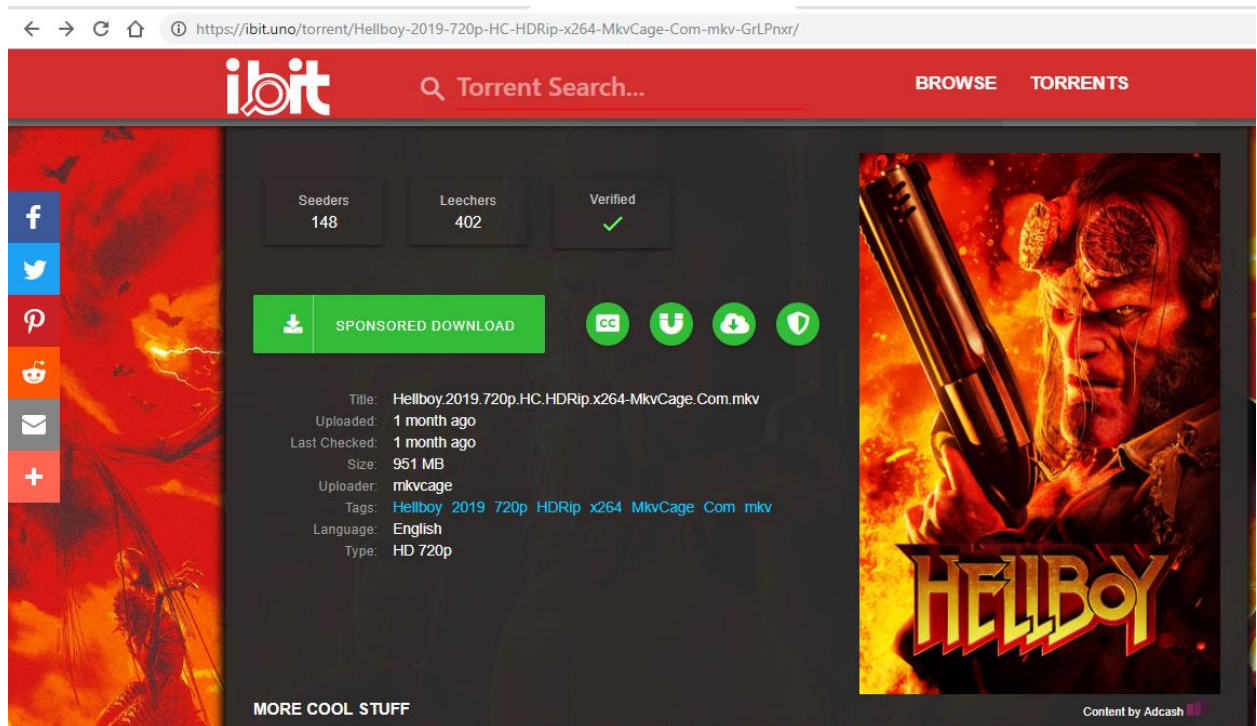 https://ibit.uno/torrent/Hellboy-2019-720p-HC-HDRip-x264-MkvCage-Com-mkv-GrLPnxr/
ibit
Torrent Search...
BROWSE TORRENTS
Seeders Leechers Verified
148 402
SPONSORED DOWNLOAD
CC
Title: Hellboy.2019.720p.HC.HDRip.x264-MkvCage.Com.mkv
Uploaded: 1 month ago
Last Checked: 1 month ago
Size: 951 MB
Uploader: mkvcage
Tags: Hellboy 2019 720p HDRip x264 MkvCage Com mkv
Language: English
Type: HD 720p
HELLBOY
MORE COOL STUFF
Content by Adcash